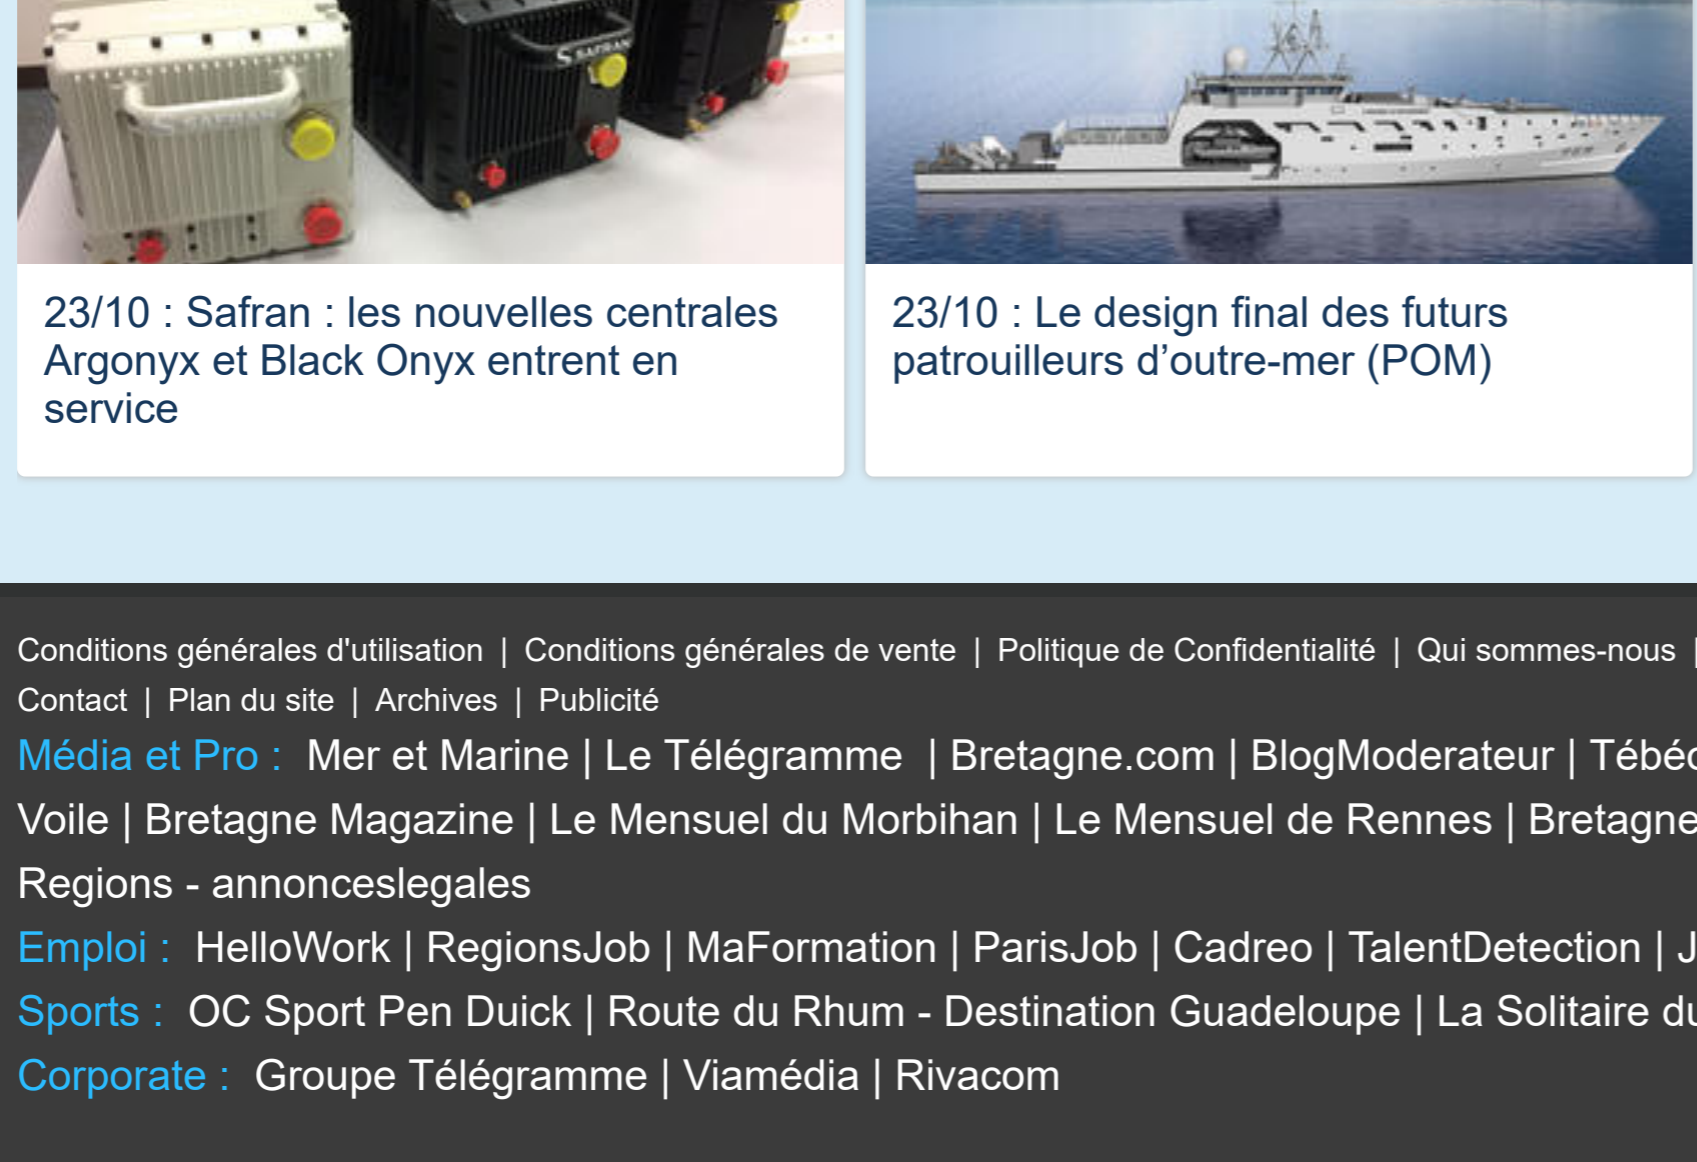 SAFRAN
23/10 : Safran : les nouvelles centrales
Argonyx et Black Onyx entrent en
service
23/10 : Le design final des futurs
patrouilleurs d’outre-mer (POM)
Conditions générales d'utilisation | Conditions générales de vente | Politique de Confidentialité | Qui sommes-nous |
Contact | Plan du site | Archives | Publicité
Média et Pro : Mer et Marine | Le Télégramme | Bretagne.com | BlogModerateur |
Voile | Bretagne Magazine | Le Mensuel du Morbihan | Le Mensuel de Rennes | Bretagne
Regions - annonceslegales
Emploi : HelloWork | RegionsJob | MaFormation | ParisJob | Cadreo | TalentDetection | J
Sports : OC Sport Pen Duick | Route du Rhum - Destination Guadeloupe | La Solitaire du
Corporate : Groupe Télégramme | Viamédia | Rivacom